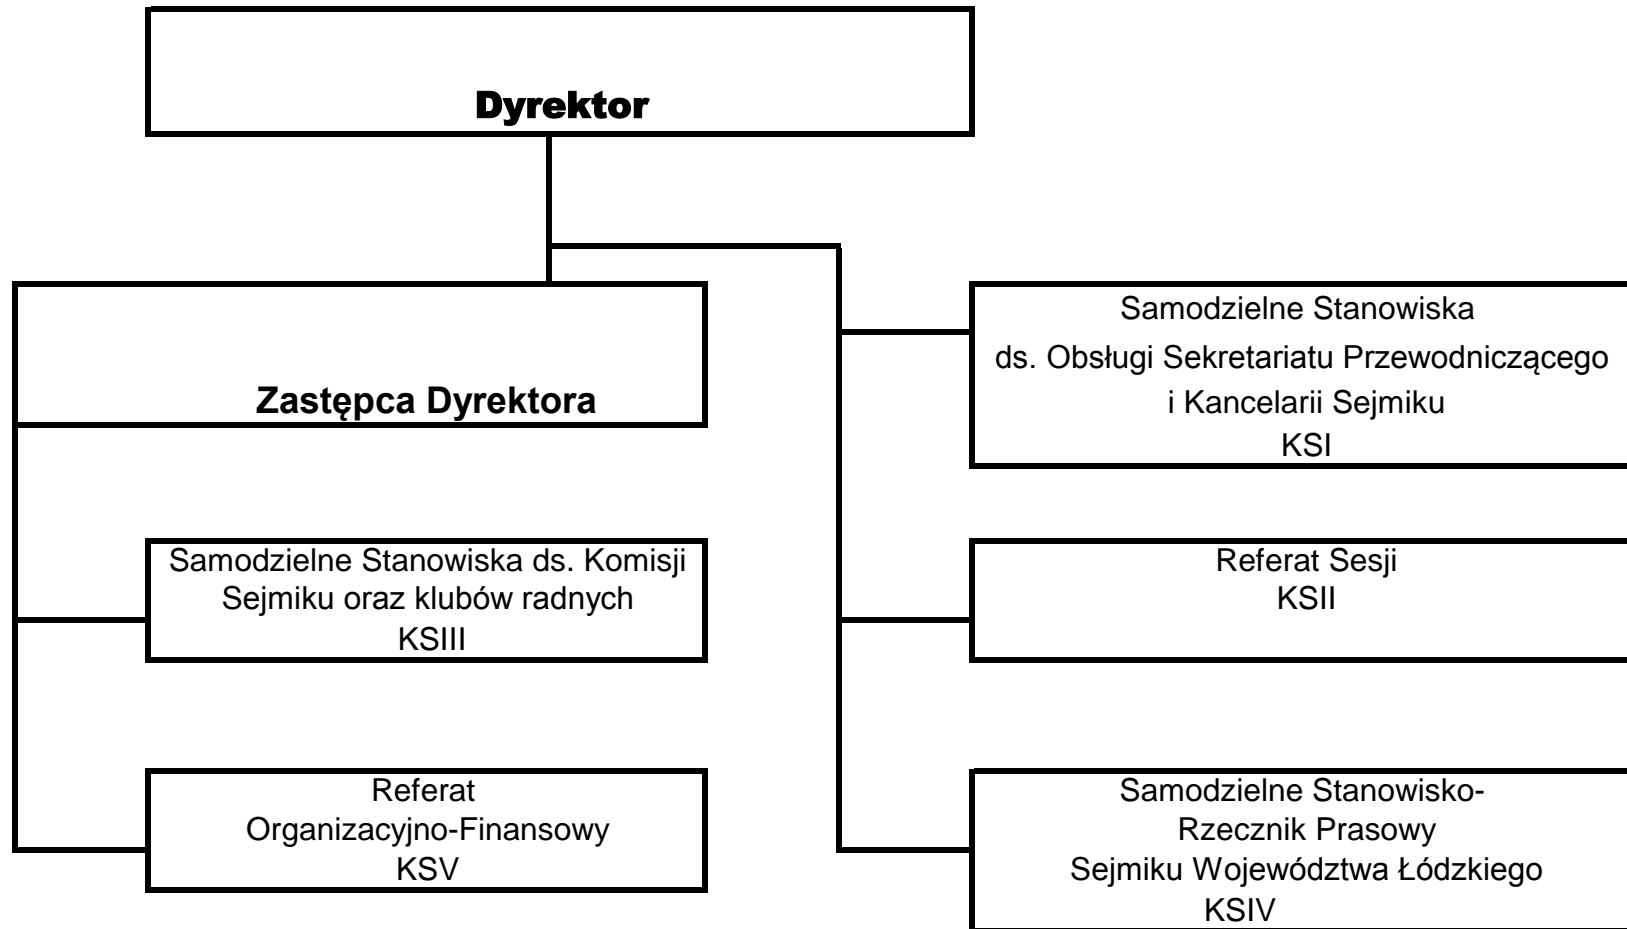 Dyrektor
Zastępca Dyrektora
Samodzielne Stanowiska
ds. Obsługi Sekretariatu Przewodniczącego
i Kancelarii Sejmiku
KSI
Samodzielne Stanowiska ds. Komisji
Sejmiku oraz klubów radnych
KSIII
Referat Sesji
KSII
Referat
Organizacyjno-Finansowy
KSV
Samodzielne Stanowisko-
Rzecznik Prasowy
Sejmiku Województwa Łódzkiego
KSIV